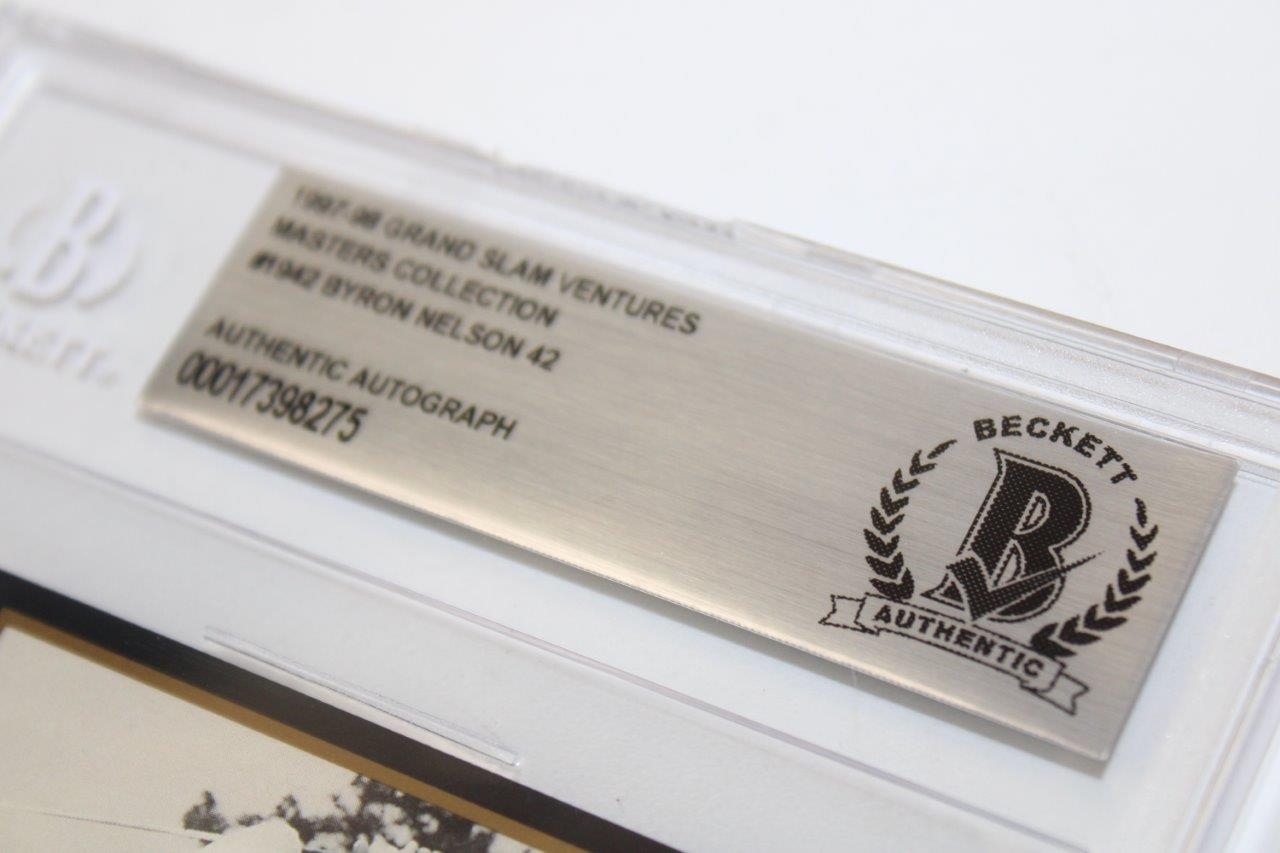 1997-98 GRAND SLAM VENTURES
MASTERS COLLECTION
#1942 BYRON NELSON 42
AUTHENTIC AUTOGRAPH
00017398275
BECKETT
B
AUTHENTIC
B